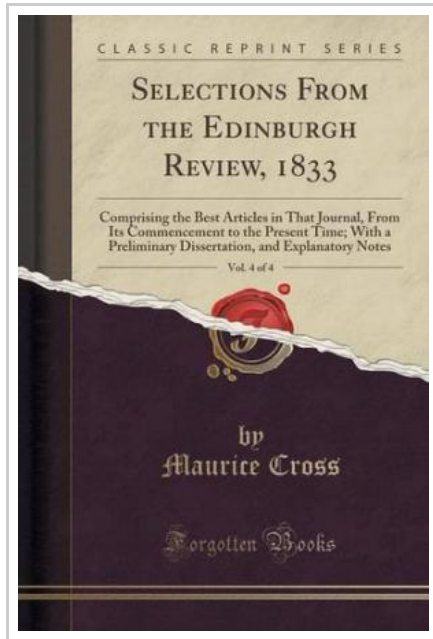 CLASSIC REPRINT SERIES
SELECTIONS FROM
THE EDINBURGH
REVIEW, 1833
Comprising the Best Articles in That Journal, From
Its Commencement to the Present Time; With a
Preliminary Dissertation, and Explanatory Notes
Vol. 4 of 4
F
by
Maurice Cross
Forgotten Books